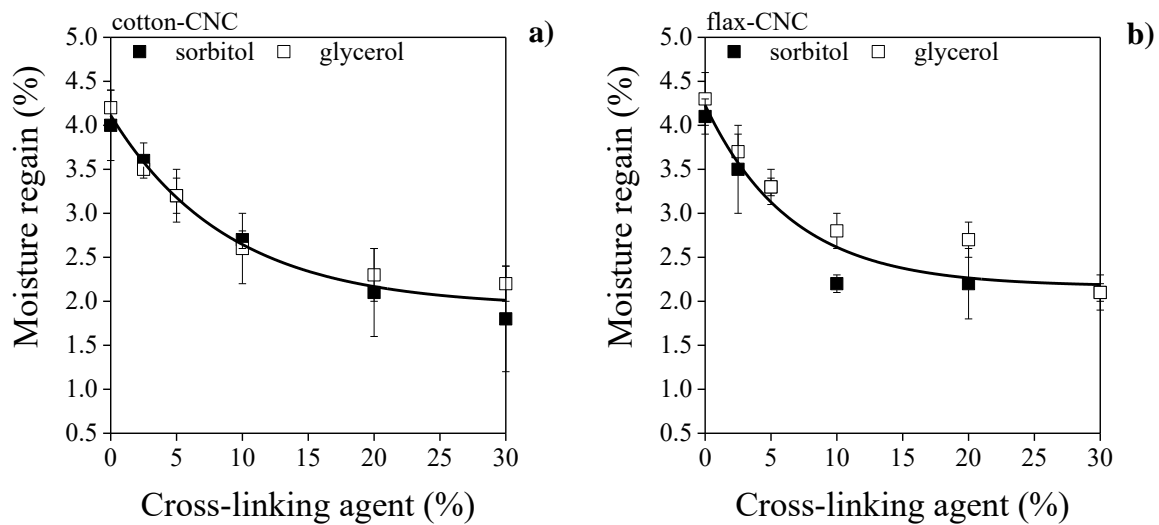 cotton-CNC
a)
sorbitol glycerol
Moisture regain (%)
5.0
4.5
4.0
3.5
3.0
2.5
2.0
1.5
1.0
0.5
0 5 10 15 20 25 30
Cross-linking agent (%)
flax-CNC
b)
sorbitol glycerol
Moisture regain (%)
5.0
4.5
4.0
3.5
3.0
2.5
2.0
1.5
1.0
0.5
0 5 10 15 20 25 30
Cross-linking agent (%)